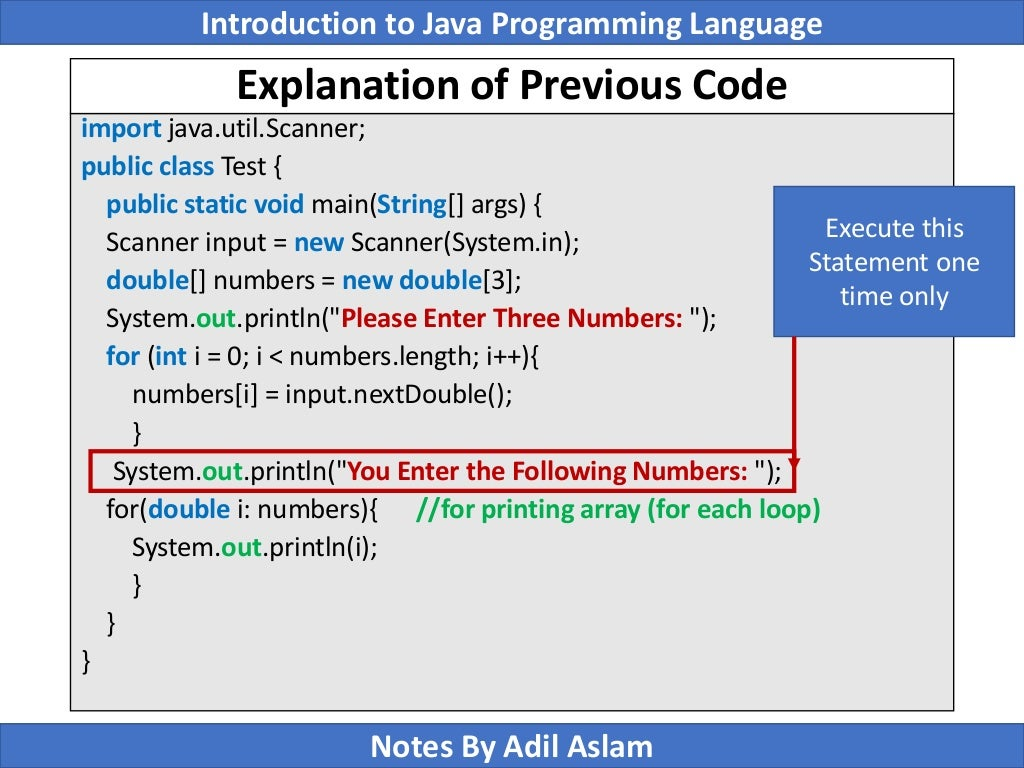 Introduction to Java Programming Language
Explanation of Previous Code
import java.util.Scanner;
public class Test {
public static void main(String[] args) {
Scanner input = new Scanner(System.in);
double[] numbers = new double[3];
System.out.println("Please Enter Three Numbers: ");
for (int i = 0; i < numbers.length; i++){
numbers[i] = input.nextDouble();
}
System.out.println("You Enter the Following Numbers: ");
for(double i: numbers){ //for printing array (for each loop)
System.out.println(i);
}
}
}
Execute this
Statement one
time only
Notes By Adil Aslam